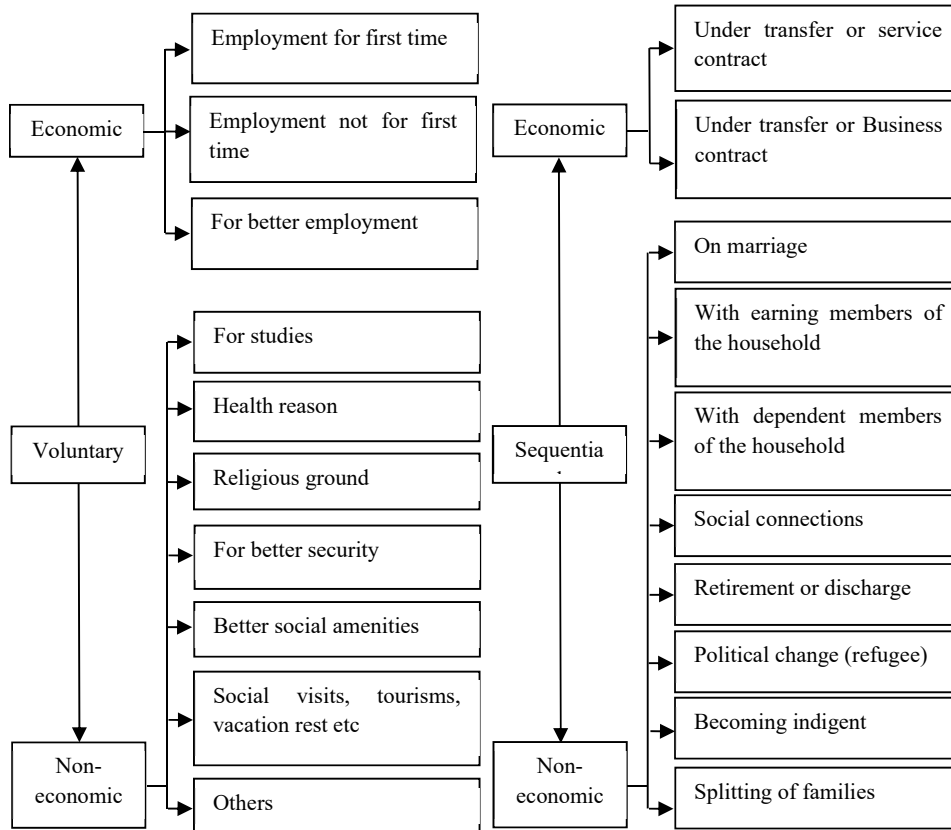 Employment for first time
Economic
Employment not for first
time
For better employment
For studies
Health reason
Voluntary
Religious ground
For better security
Better social amenities
Social visits, tourisms,
vacation rest etc
Non-
economic
Others
Under transfer or service
contract
Economic
Under transfer or Business
contract
On marriage
With earning members of
the household
With dependent members
of the household
Sequentia
Social connections
Retirement or discharge
Political change (refugee)
Becoming indigent
Non-
economic
Splitting of families